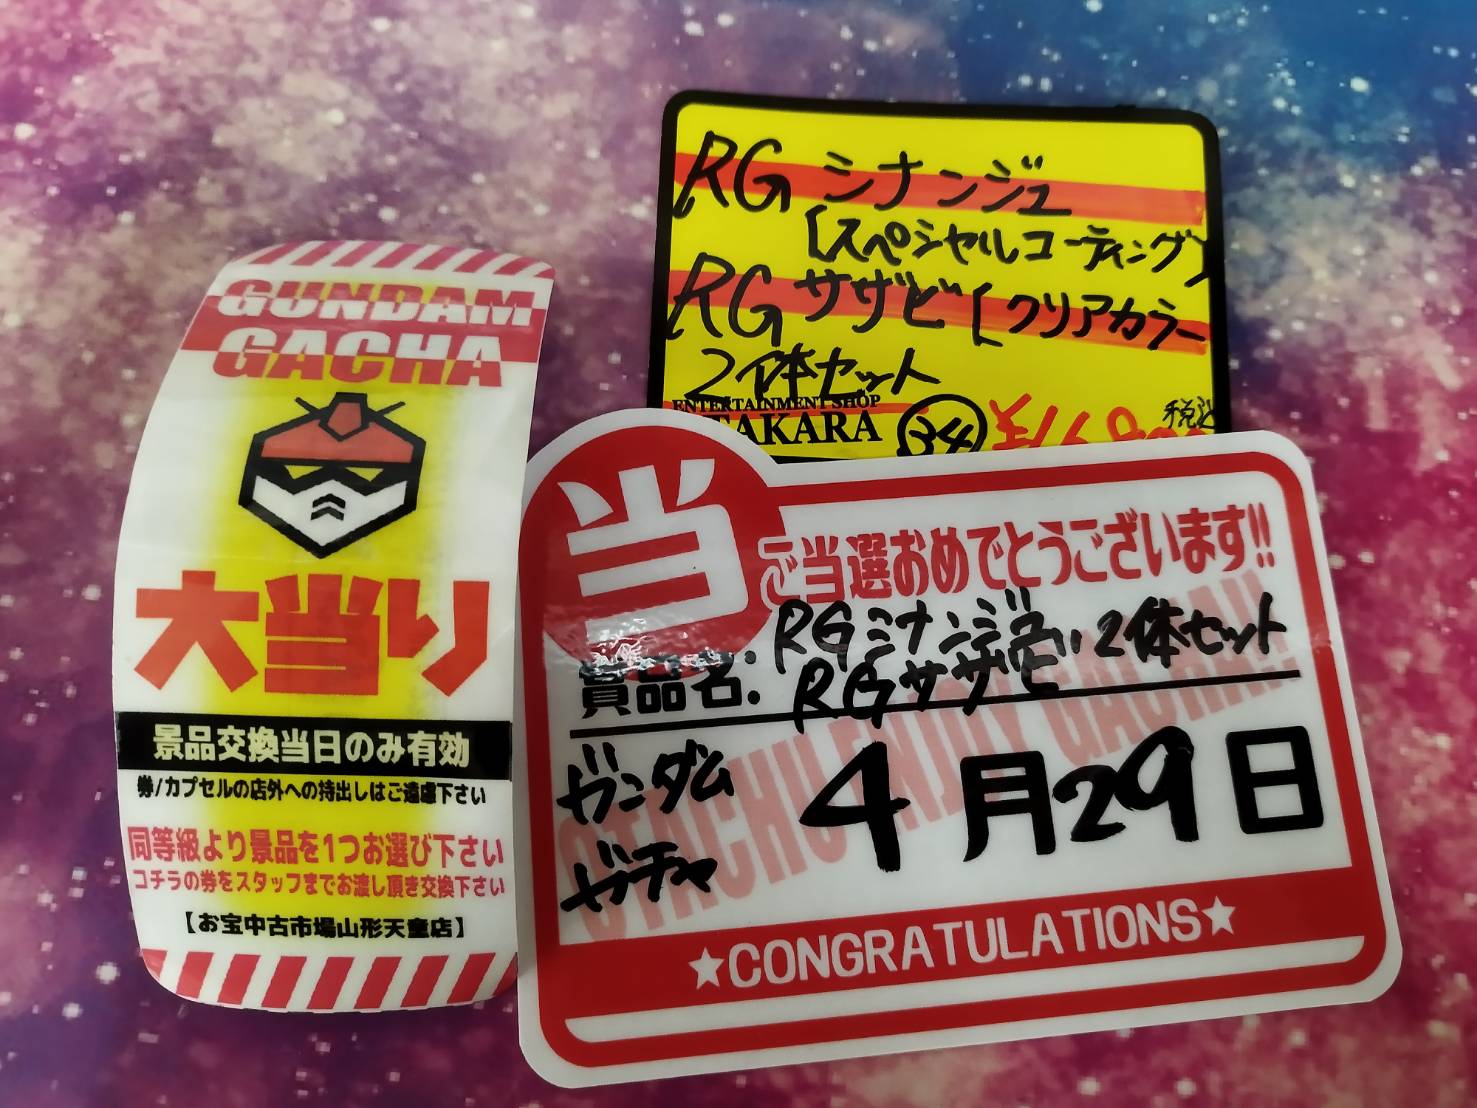 GUNDAM
GACHA
大当り
景品交換当日のみ有効
券/カプセルの店外への持出しはご遠慮下さい
同等級より景品を1つお選び下さい
コチラの券をスタッフまでお渡し頂き交換下さい
【お宝中古市場山形天童店】
RG シナンジュ
[スペシャルコーティング]
RG サザビ [クリアカラー
2体セット
ENTERTAINMENT SHOP
TAKARA 34 税込
当
ご当選おめでとうございます!!
賞品名: RGシナンジュ, 2体セット
RGサザビ
ガンダム
ガチャ
4月29日
★CONGRATULATIONS★